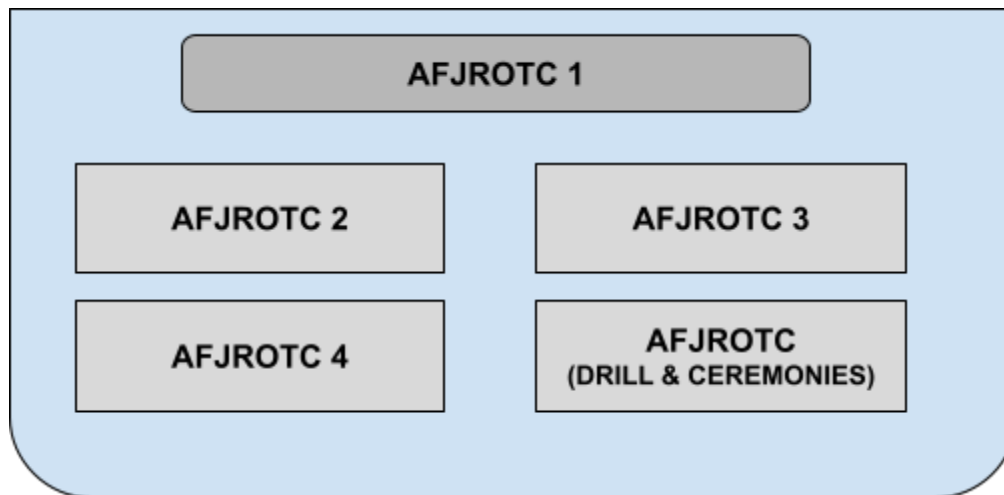 AFJROTC 1
AFJROTC 2
AFJROTC 3
AFJROTC 4
AFJROTC
(DRILL & CEREMONIES)